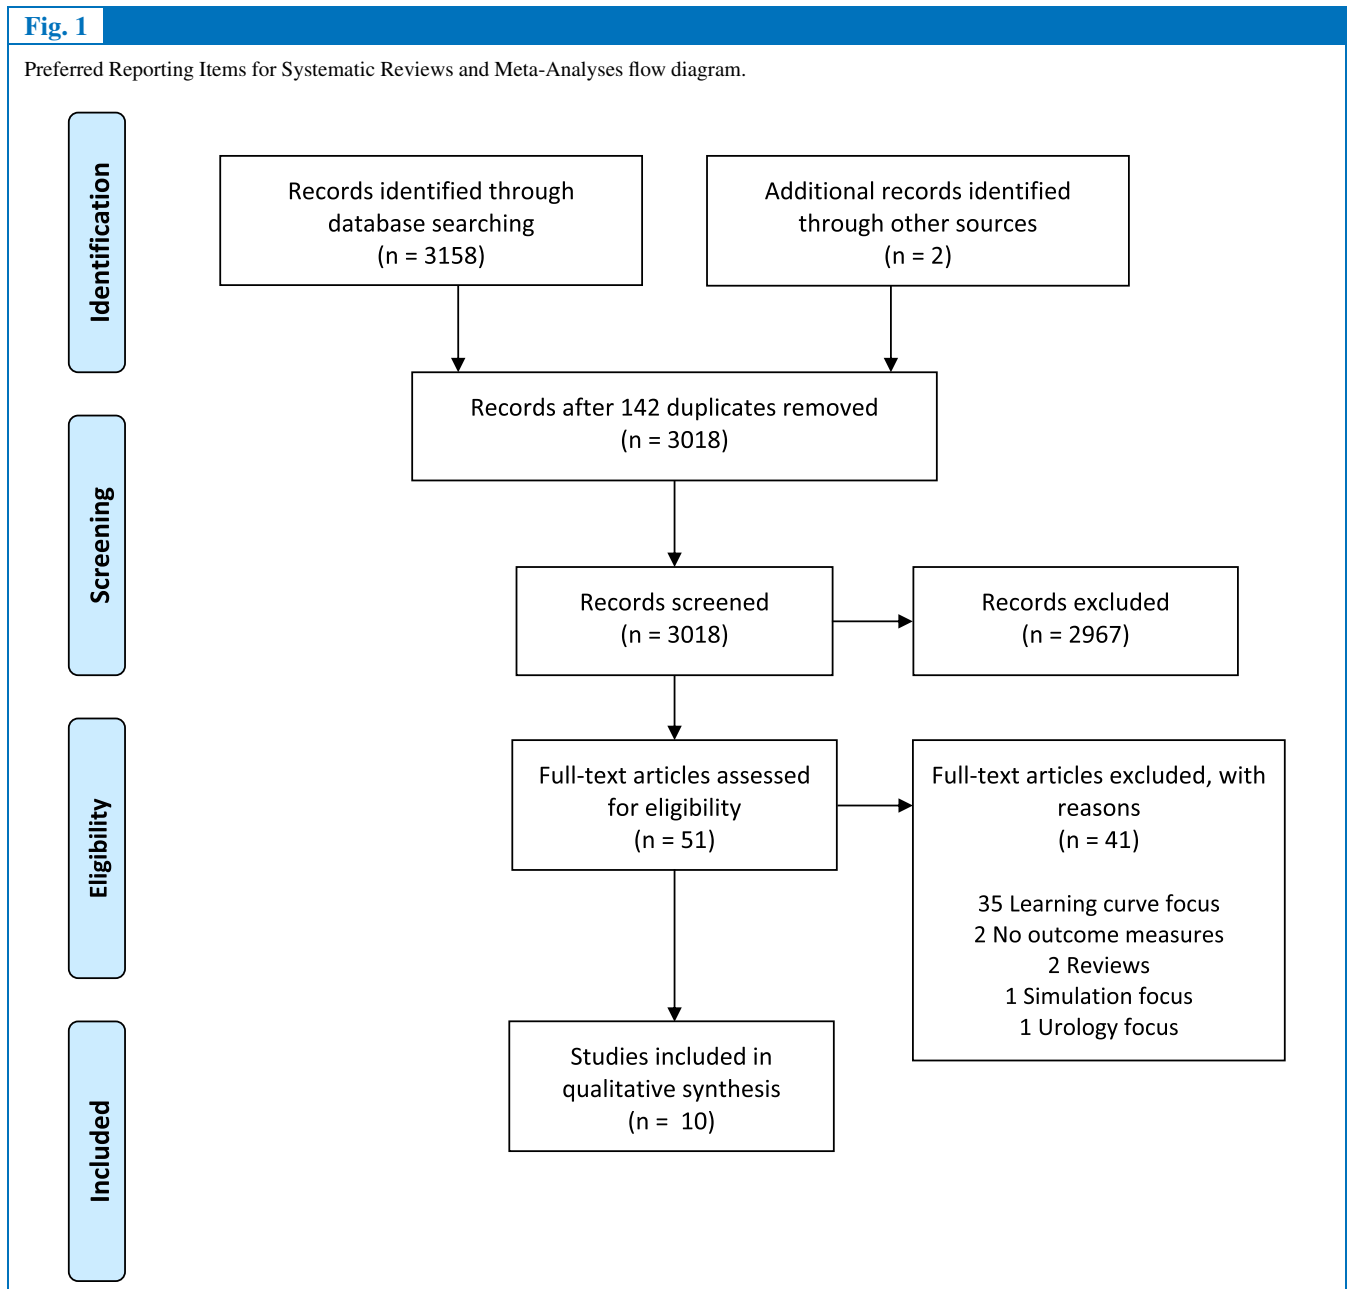 Fig. 1
Preferred Reporting Items for Systematic Reviews and Meta-Analyses flow diagram.
Identification
Records identified through
database searching
(n = 3158)
Additional records identified
through other sources
(n = 2)
Records after 142 duplicates removed
(n = 3018)
Screening
Records screened
(n = 3018)
Records excluded
(n = 2967)
Eligibility
Full-text articles assessed
for eligibility
(n = 51)
Full-text articles excluded, with
reasons
(n = 41)
35 Learning curve focus
2 No outcome measures
2 Reviews
1 Simulation focus
1 Urology focus
Included
Studies included in
qualitative synthesis
(n =  10)